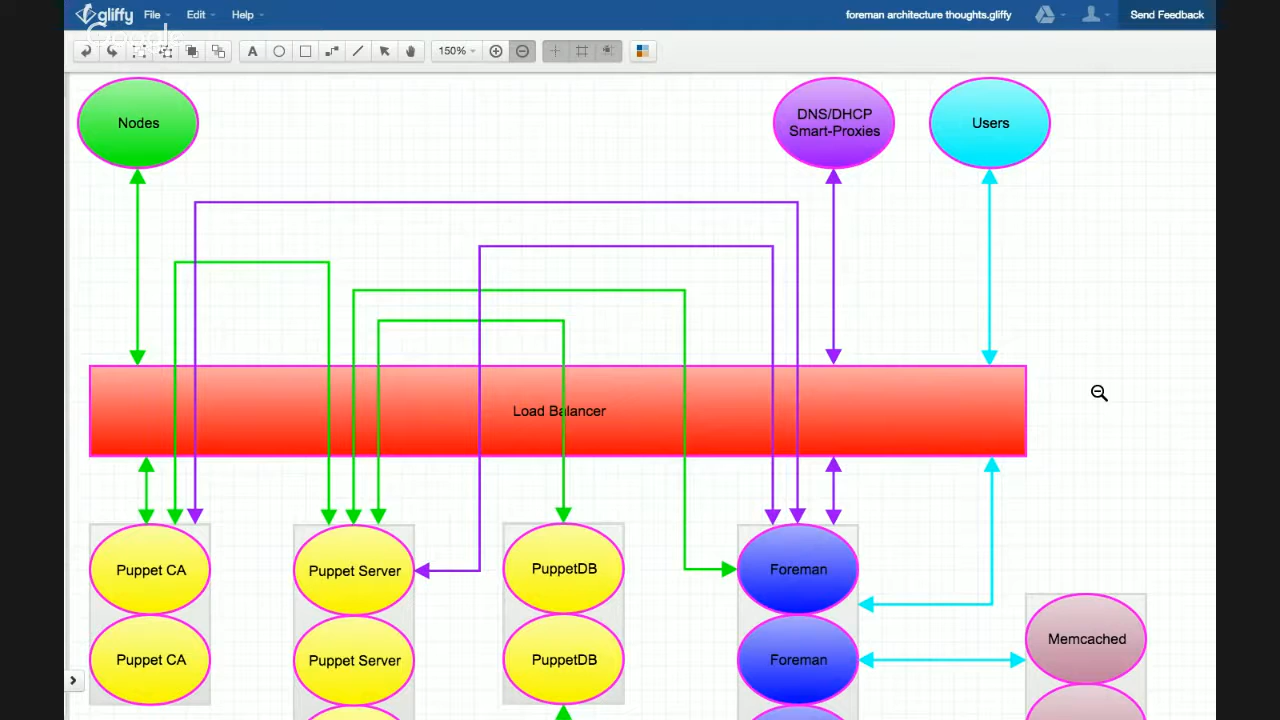 gliffy File Edit Help foreman architecture thoughts.gliffy Send Feedback
Google
A 150%
Nodes
DNS/DHCP
Smart-Proxies
Users
Load Balancer
Puppet CA Puppet Server PuppetDB Foreman
Puppet CA Puppet Server PuppetDB Foreman Memcached